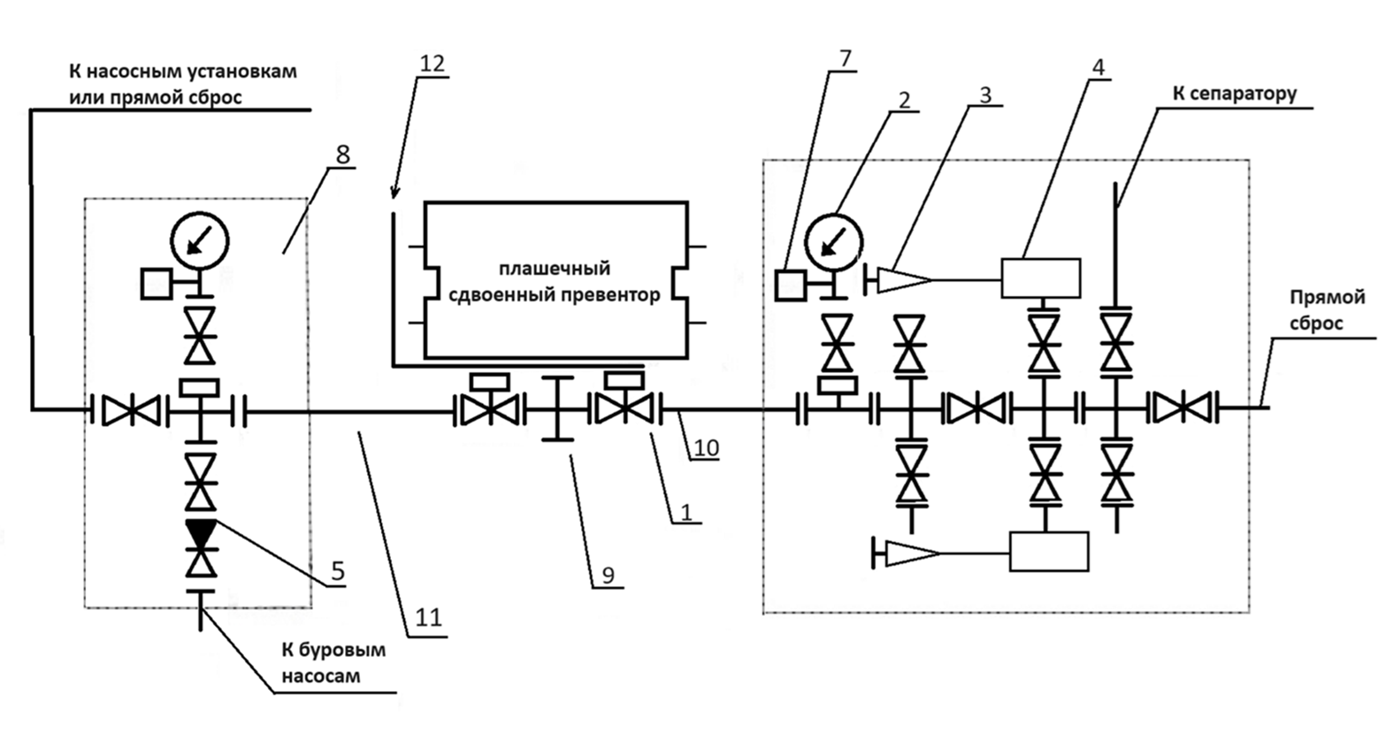 К насосным установкам
или прямой сброс
12
7
2
3
4
К сепаратору
8
плашечный
сдвоенный превентор
Прямой
сброс
10
1
9
5
11
К буровым
насосам